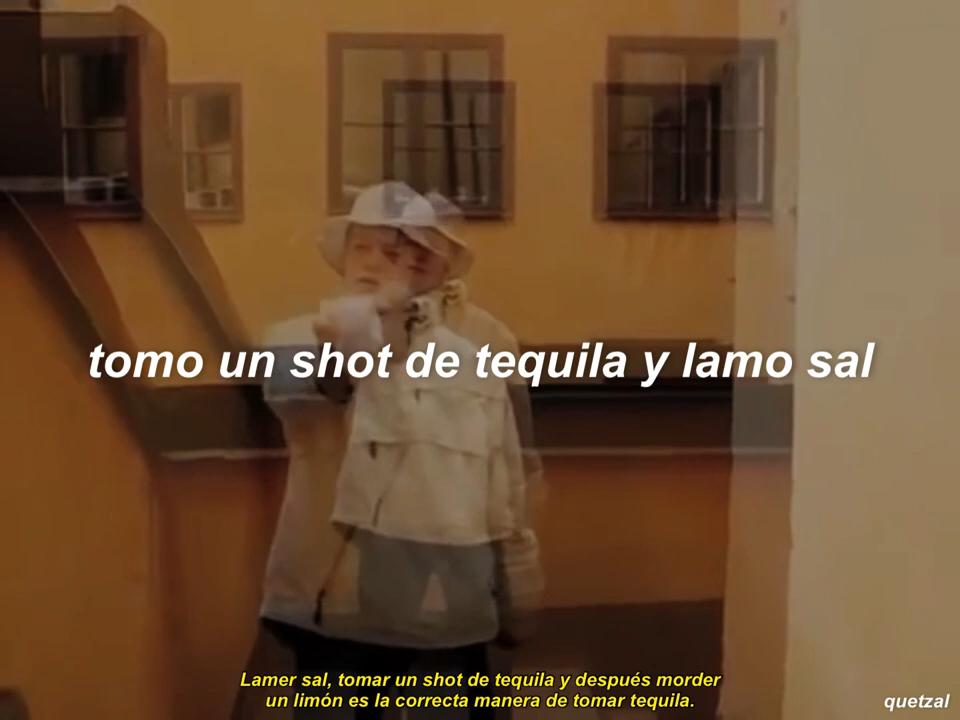 tomo un shot de tequila y lamo sal
Lamer sal, tomar un shot de tequila y después morder
un limón es la correcta manera de tomar tequila.
quetzal